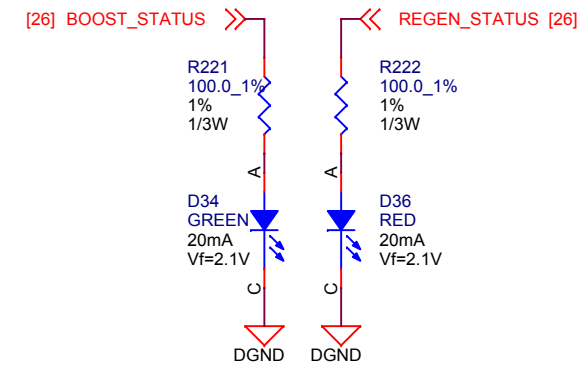 [26] BOOST_STATUS
REGEN_STATUS [26]
R221
100.0_1%
1%
1/3W
R222
100.0_1%
1%
1/3W
A
A
D34
GREEN
20mA
Vf=2.1V
D36
RED
20mA
Vf=2.1V
C
C
DGND
DGND